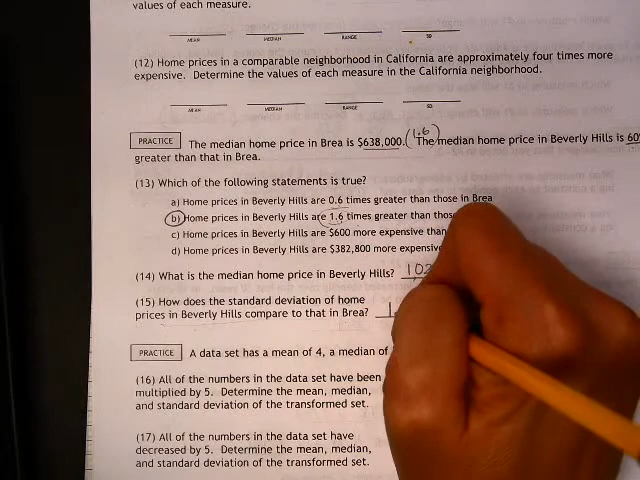 values of each measure.
MEAN MEDIAN RANGE SD
(12) Home prices in a comparable neighborhood in California are approximately four times more
expensive. Determine the values of each measure in the California neighborhood.
MEAN MEDIAN RANGE SD
PRACTICE The median home price in Brea is $638,000. (1.6) The median home price in Beverly Hills is 60
greater than that in Brea.
(13) Which of the following statements is true?
a) Home prices in Beverly Hills are 0.6 times greater than those in Brea
b) Home prices in Beverly Hills are 1.6 times greater than those
c) Home prices in Beverly Hills are $600 more expensive than
d) Home prices in Beverly Hills are $382,800 more expensive
(14) What is the median home price in Beverly Hills? 102
(15) How does the standard deviation of home
prices in Beverly Hills compare to that in Brea? 1
PRACTICE A data set has a mean of 4, a median of
(16) All of the numbers in the data set have been
multiplied by 5. Determine the mean, median,
and standard deviation of the transformed set.
(17) All of the numbers in the data set have
decreased by 5. Determine the mean, median,
and standard deviation of the transformed set.